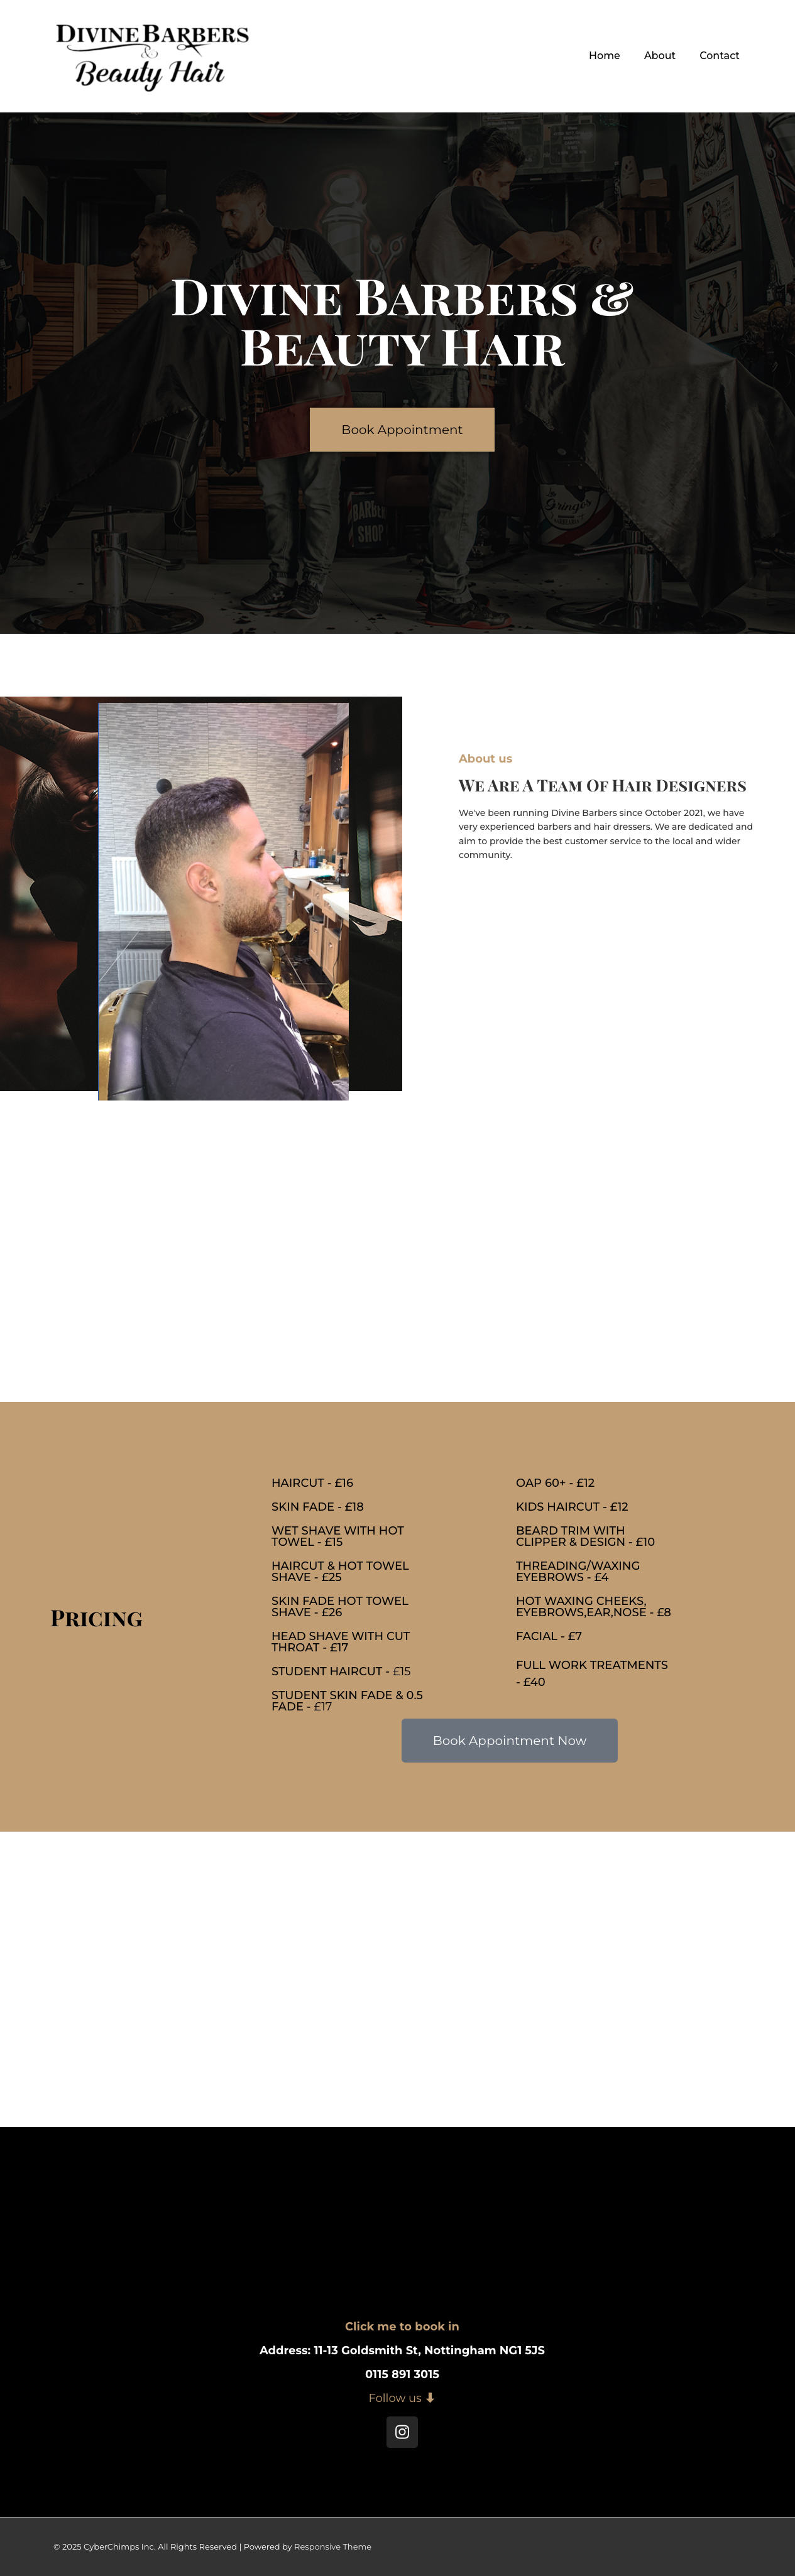 DIVINE BARBERS
&
Beauty Hair
Home About Contact
DIVINE BARBERS &
BEAUTY HAIR
Book Appointment
BARBER
SHOP
Gringo's
About us
WE ARE A TEAM OF HAIR DESIGNERS
We've been running Divine Barbers since October 2021, we have
very experienced barbers and hair dressers. We are dedicated and
aim to provide the best customer service to the local and wider
community.
PRICING
HAIRCUT - £16
SKIN FADE - £18
WET SHAVE WITH HOT
TOWEL - £15
HAIRCUT & HOT TOWEL
SHAVE - £25
SKIN FADE HOT TOWEL
SHAVE - £26
HEAD SHAVE WITH CUT
THROAT - £17
STUDENT HAIRCUT - £15
STUDENT SKIN FADE & 0.5
FADE - £17
OAP 60+ - £12
KIDS HAIRCUT - £12
BEARD TRIM WITH
CLIPPER & DESIGN - £10
THREADING/WAXING
EYEBROWS - £4
HOT WAXING CHEEKS,
EYEBROWS,EAR,NOSE - £8
FACIAL - £7
FULL WORK TREATMENTS
- £40
Book Appointment Now
Click me to book in
Address: 11-13 Goldsmith St, Nottingham NG1 5JS
0115 891 3015
Follow us ⬇
© 2025 CyberChimps Inc. All Rights Reserved | Powered by Responsive Theme